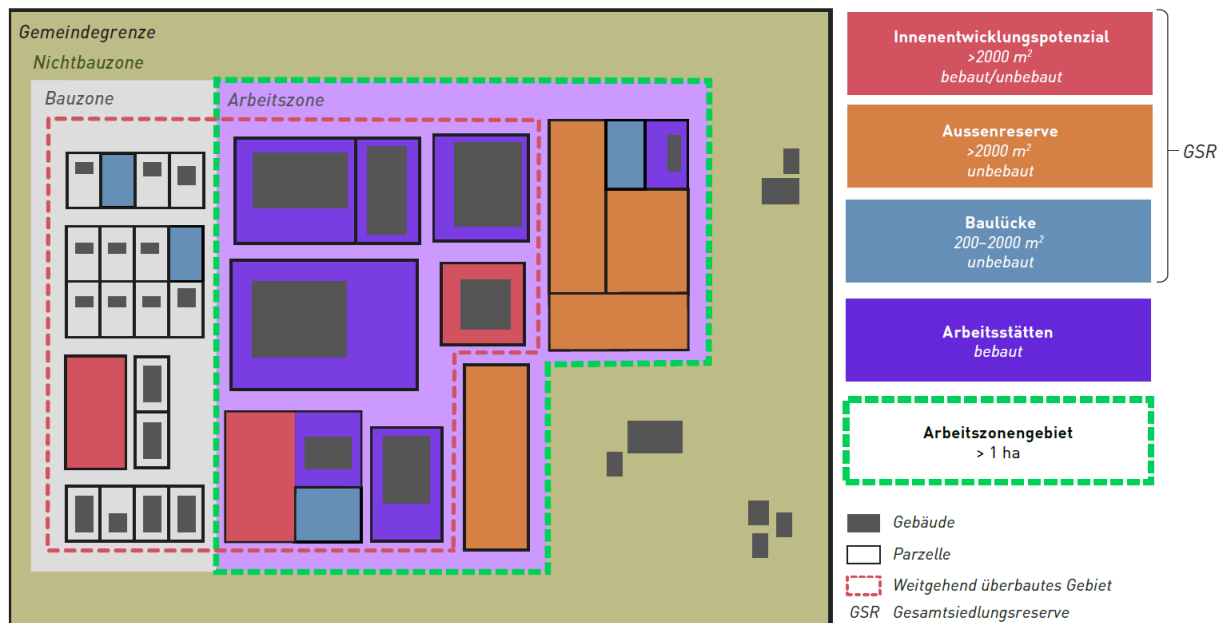 Gemeindegrenze
Nichtbauzone
Bauzone
Arbeitszone
Innenentwicklungspotenzial
>2000 m²
bebaut/unbebaut
Aussenreserve
>2000 m²
unbebaut
Baulücke
200–2000 m²
unbebaut
GSR
Arbeitsstätten
bebaut
Arbeitszonengebiet
> 1 ha
Gebäude
Parzelle
Weitgehend überbautes Gebiet
GSR Gesamtsiedlungsreserve